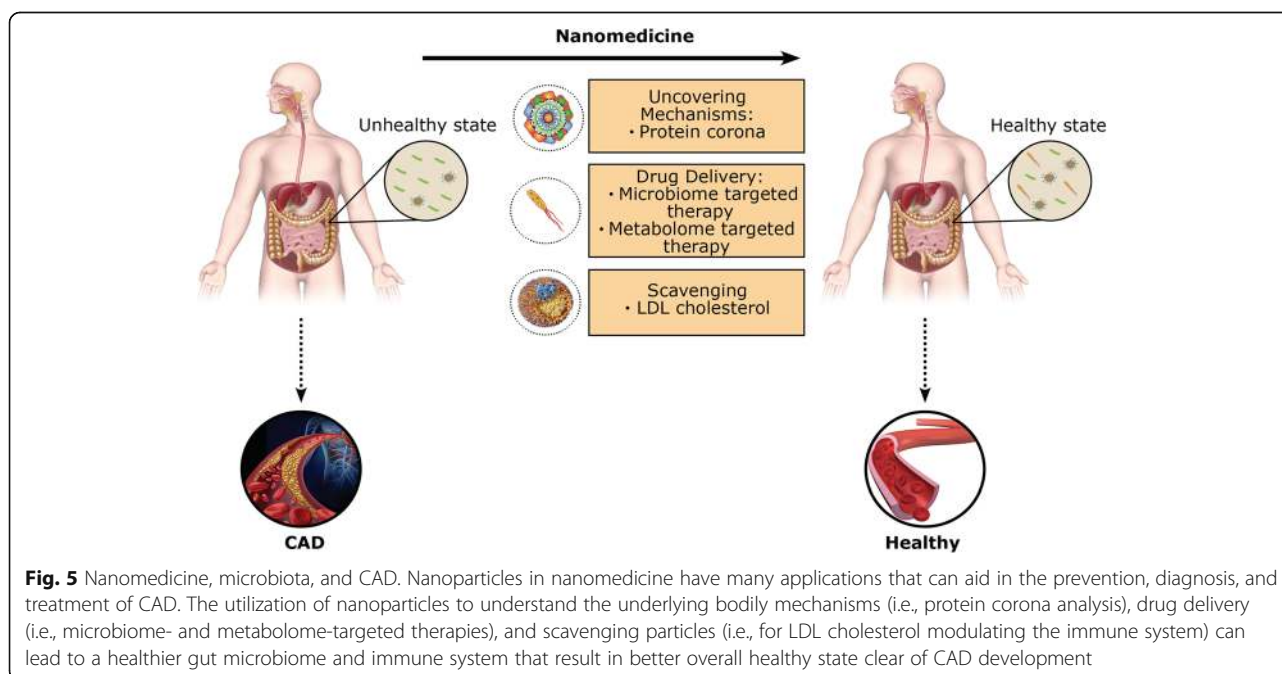 Nanomedicine
Unhealthy state
Uncovering
Mechanisms:
• Protein corona
Healthy state
Drug Delivery:
• Microbiome targeted
therapy
• Metabolome targeted
therapy
Scavenging
• LDL cholesterol
CAD
Healthy
Fig. 5 Nanomedicine, microbiota, and CAD. Nanoparticles in nanomedicine have many applications that can aid in the prevention, diagnosis, and
treatment of CAD. The utilization of nanoparticles to understand the underlying bodily mechanisms (i.e., protein corona analysis), drug delivery
(i.e., microbiome- and metabolome-targeted therapies), and scavenging particles (i.e., for LDL cholesterol modulating the immune system) can
lead to a healthier gut microbiome and immune system that result in better overall healthy state clear of CAD development